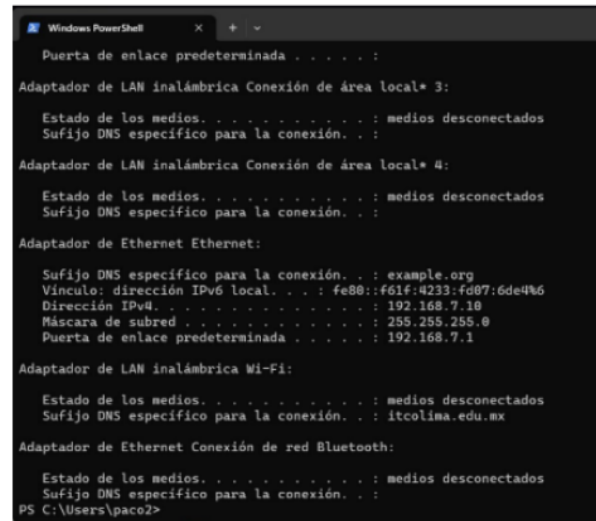 Windows PowerShell
Puerta de enlace predeterminada . . . . . :
Adaptador de LAN inalámbrica Conexión de área local* 3:
Estado de los medios. . . . . . . . . . . : medios desconectados
Sufijo DNS específico para la conexión. . :
Adaptador de LAN inalámbrica Conexión de área local* 4:
Estado de los medios. . . . . . . . . . . : medios desconectados
Sufijo DNS específico para la conexión. . :
Adaptador de Ethernet Ethernet:
Sufijo DNS específico para la conexión. . : example.org
Vínculo: dirección IPv6 local. . . : fe80::f61f:4233:fd07:6de4%6
Dirección IPv4. . . . . . . . . . . . . . : 192.168.7.10
Máscara de subred . . . . . . . . . . . . : 255.255.255.0
Puerta de enlace predeterminada . . . . . : 192.168.7.1
Adaptador de LAN inalámbrica Wi-Fi:
Estado de los medios. . . . . . . . . . . : medios desconectados
Sufijo DNS específico para la conexión. . : itcolima.edu.mx
Adaptador de Ethernet Conexión de red Bluetooth:
Estado de los medios. . . . . . . . . . . : medios desconectados
Sufijo DNS específico para la conexión. . :
PS C:\Users\paco2>